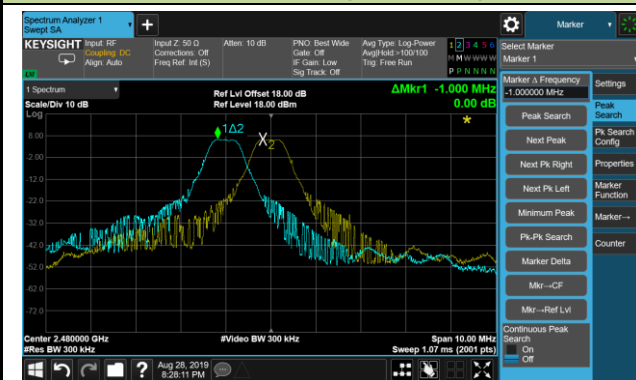 Spectrum Analyzer 1
Swept SA
Marker
KEYSIGHT
Input: RF
Coupling: DC
Align: Auto
Input Z: 50 Ω
Corrections: Off
Freq Ref: Int (S)
Atten: 10 dB
PNO: Best Wide
Gate: Off
IF Gain: Low
Sig Track: Off
Avg Type: Log-Power
Avg|Hold:>100/100
Trig: Free Run
1 2 3 4 5 6
M M W W W W
P P N N N N
Select Marker
Marker 1
1 Spectrum
Scale/Div 10 dB
Log
Ref Lvl Offset 18.00 dB
Ref Level 18.00 dBm
ΔMkr1 -1.000 MHz
0.00 dB
*
8.00
-2.00
-12.0
-22.0
-32.0
-42.0
-52.0
-62.0
-72.0
1Δ2
X2
Center 2.480000 GHz
#Res BW 300 kHz
#Video BW 300 kHz
Span 10.00 MHz
Sweep 1.07 ms (2001 pts)
Marker Δ Frequency
-1.000000 MHz
Peak Search
Next Peak
Next Pk Right
Next Pk Left
Minimum Peak
Pk-Pk Search
Marker Delta
Mkr→CF
Mkr→Ref Lvl
Continuous Peak
Search
On
Off
Settings
Peak
Search
Pk Search
Config
Properties
Marker
Function
Marker→
Counter
?
Aug 28, 2019
8:28:11 PM